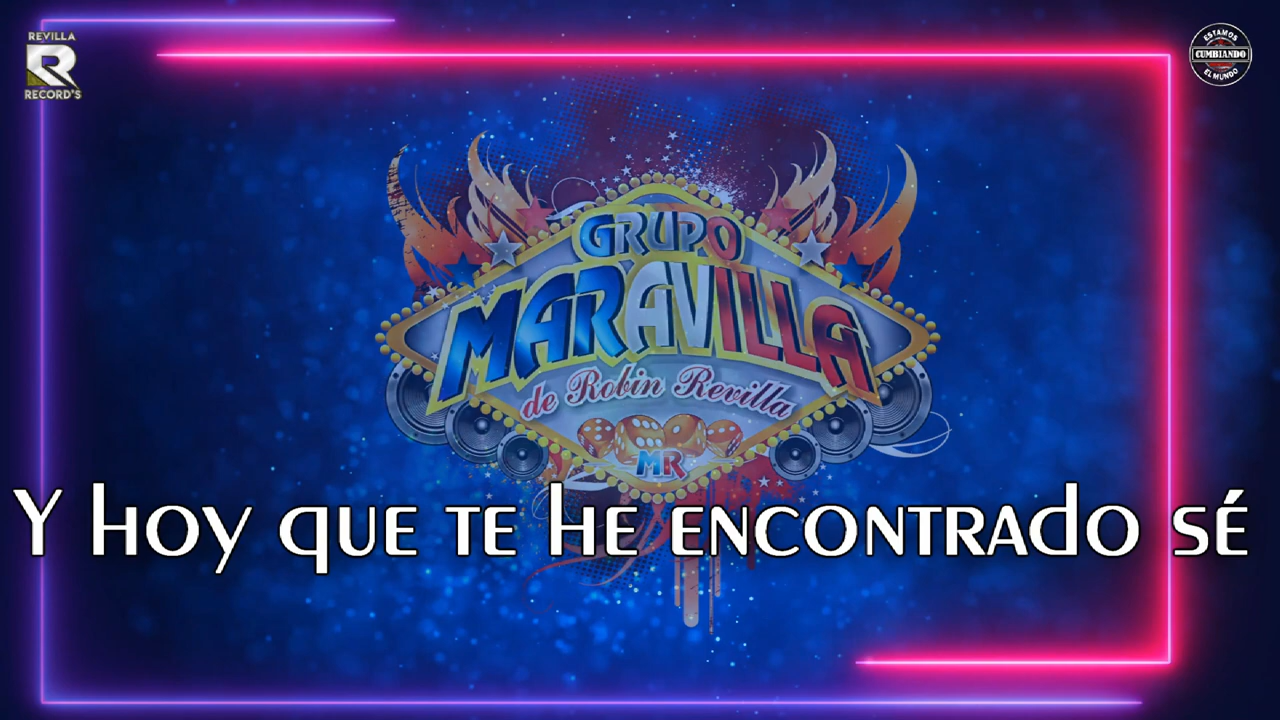 REVILLA
R
RECORD'S
ESTAMOS
CUMBIANDO
EL MUNDO
GRUPO
MARAVILLA
de Robin Revilla
MR
Y hoy que te he encontrado sé